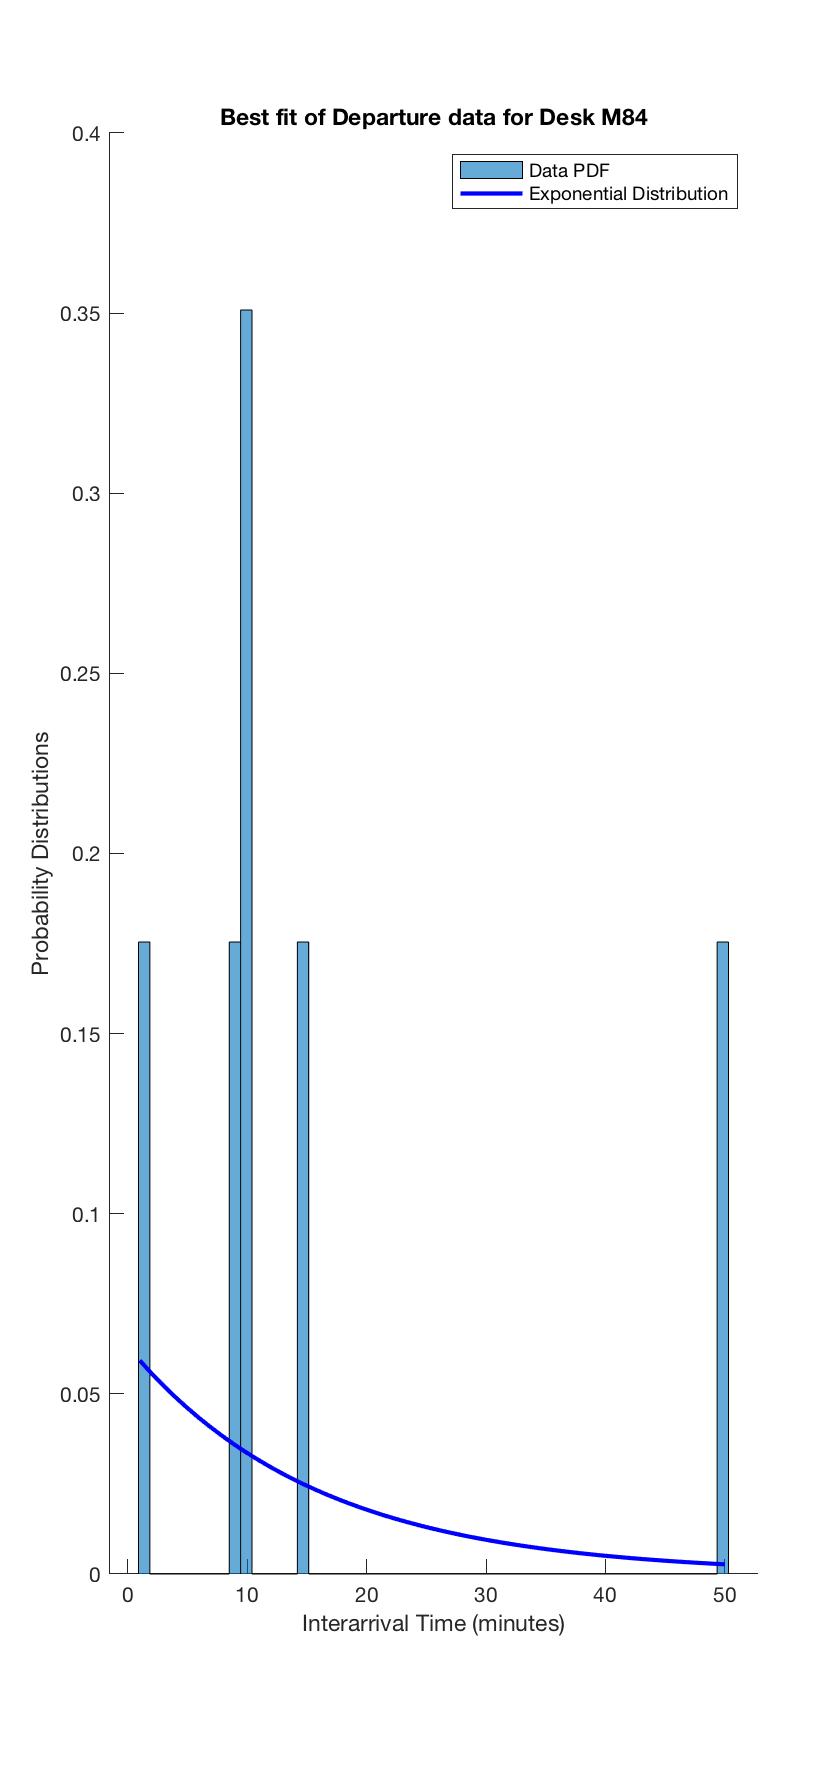 Best fit of Departure data for Desk M84
Data PDF
Exponential Distribution
0.4
0.35
0.3
0.25
0.2
0.15
0.1
0.05
0
Probability Distributions
0 10 20 30 40 50
Interarrival Time (minutes)